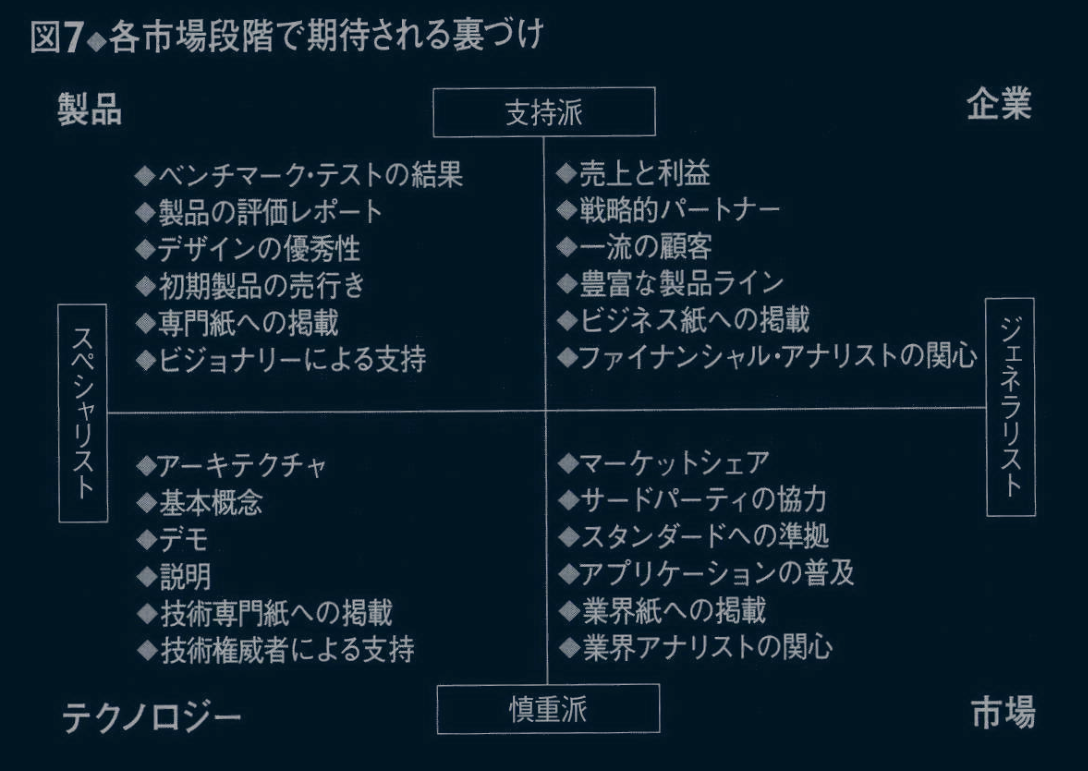 図7◆各市場段階で期待される裏づけ
製品
支持派
企業
◆ベンチマーク・テストの結果
◆製品の評価レポート
◆デザインの優秀性
◆初期製品の売行き
◆専門紙への掲載
◆ビジョナリーによる支持
◆売上と利益
◆戦略的パートナー
◆一流の顧客
◆豊富な製品ライン
◆ビジネス紙への掲載
◆ファイナンシャル・アナリストの関心
スペシャリスト
ジェネラリスト
◆アーキテクチャ
◆基本概念
◆デモ
◆説明
◆技術専門紙への掲載
◆技術権威者による支持
◆マーケットシェア
◆サードパーティの協力
◆スタンダードへの準拠
◆アプリケーションの普及
◆業界紙への掲載
◆業界アナリストの関心
テクノロジー
慎重派
市場